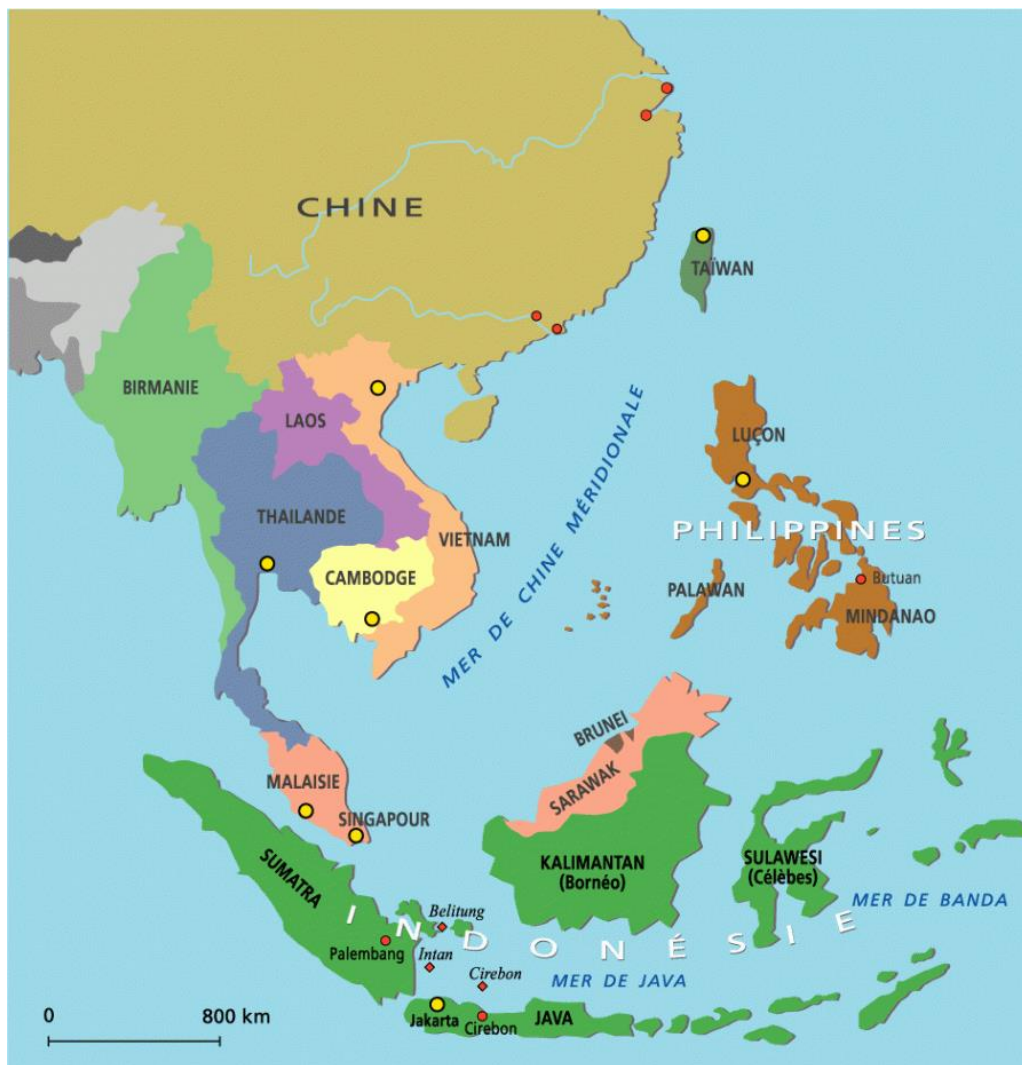 CHINE
TAÏWAN
BIRMANIE
LAOS
LUÇON
THAILANDE
VIETNAM
PHILIPPINES
CAMBODGE
PALAWAN
Butuan
MINDANAO
MER DE CHINE MÉRIDIONALE
BRUNEI
MALAISIE
SARAWAK
SINGAPOUR
SUMATRA
KALIMANTAN
(Bornéo)
SULAWESI
(Célèbes)
MER DE BANDA
INDONÉSIE
Belitung
Palembang
Intan
Cirebon
MER DE JAVA
0 800 km
Jakarta
Cirebon
JAVA